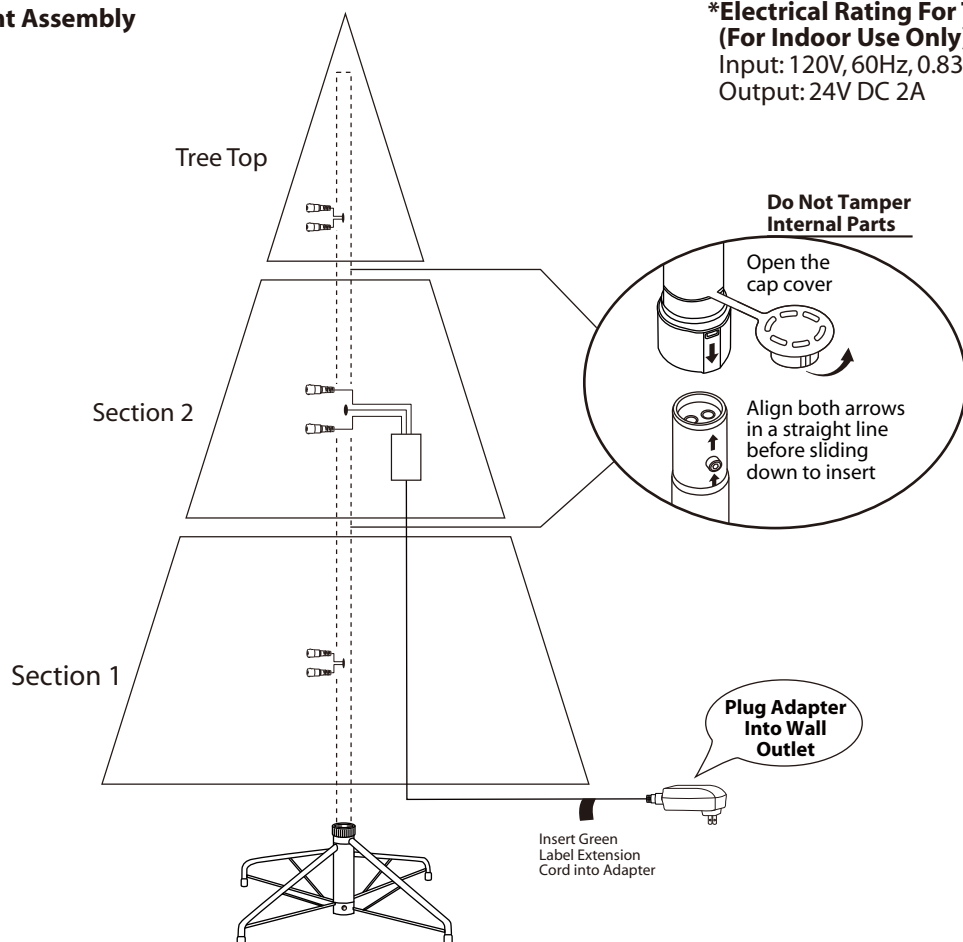 Assembly
*Electrical Rating For
(For Indoor Use Only)
Input: 120V, 60Hz, 0.83
Output: 24V DC 2A
Tree Top
Do Not Tamper
Internal Parts
Open the
cap cover
Section 2
Align both arrows
in a straight line
before sliding
down to insert
Section 1
Plug Adapter
Into Wall
Outlet
Insert Green
Label Extension
Cord into Adapter